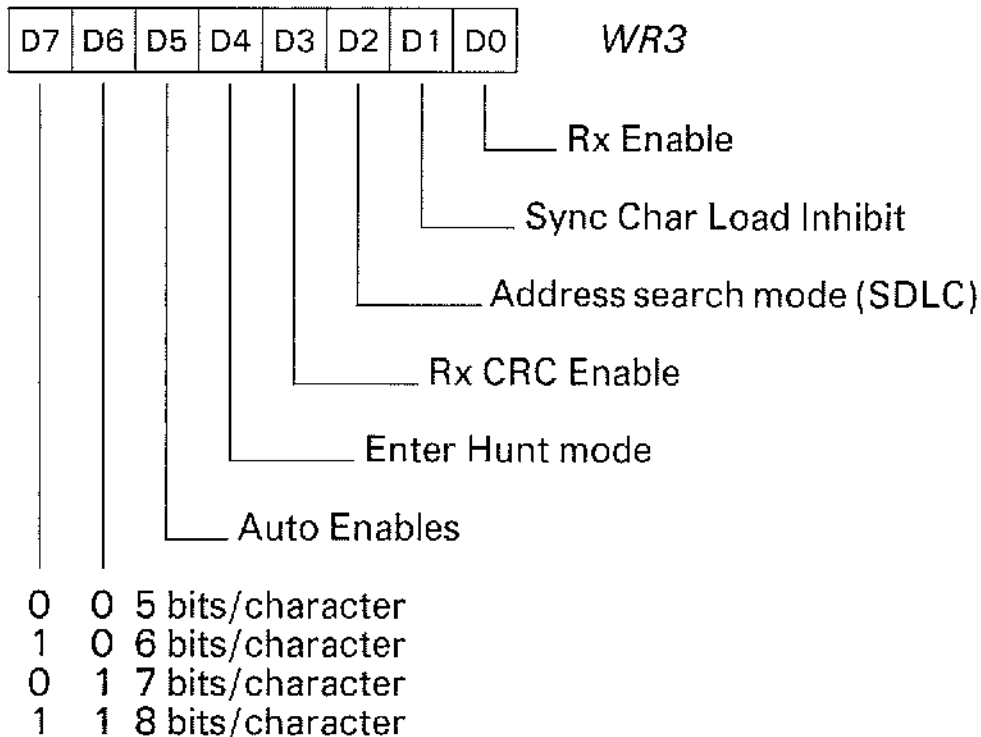 D7 D6 D5 D4 D3 D2 D1 D0 WR3
Rx Enable
Sync Char Load Inhibit
Address search mode (SDLC)
Rx CRC Enable
Enter Hunt mode
Auto Enables
0 0 5 bits/character
1 0 6 bits/character
0 1 7 bits/character
1 1 8 bits/character